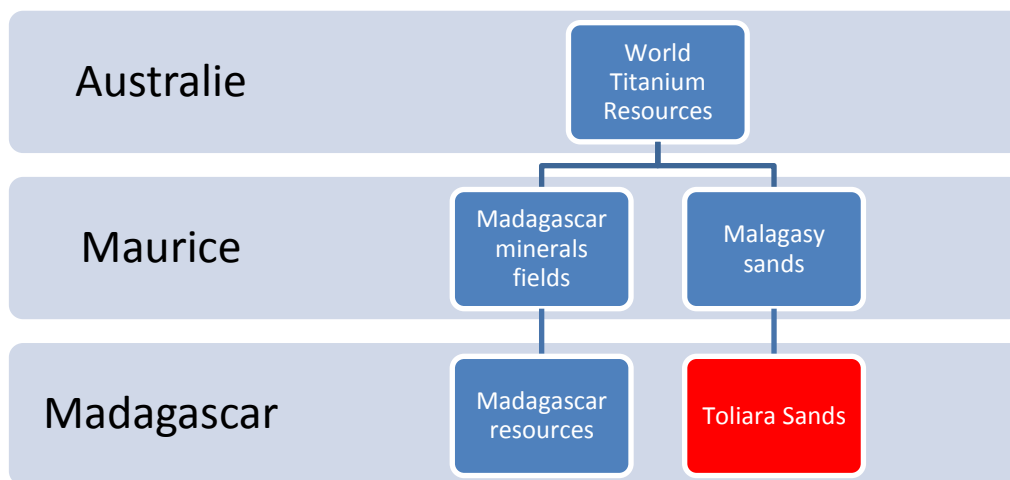 Australie
World
Titanium
Resources
Maurice
Madagascar
minerals
fields
Malagasy
sands
Madagascar
Madagascar
resources
Toliara Sands